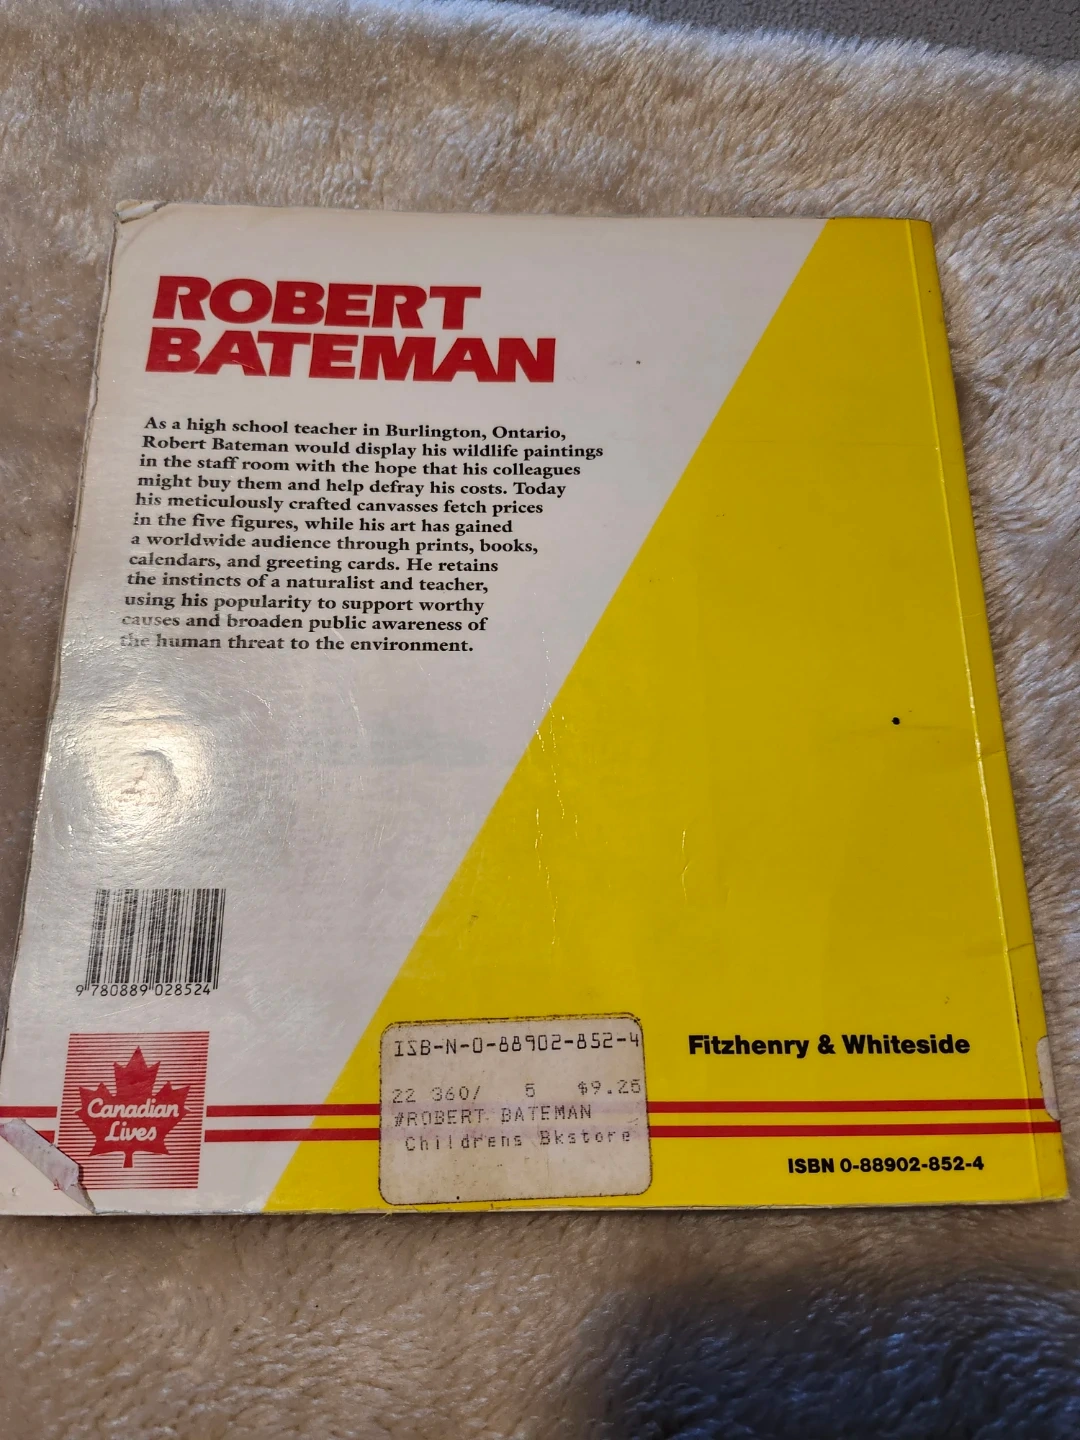 ROBERT
BATEMAN
As a high school teacher in Burlington, Ontario,
Robert Bateman would display his wildlife paintings
in the staff room with the hope that his colleagues
might buy them and help defray his costs. Today
his meticulously crafted canvasses fetch prices
in the five figures, while his art has gained
a worldwide audience through prints, books,
calendars, and greeting cards. He retains
the instincts of a naturalist and teacher,
using his popularity to support worthy
causes and broaden public awareness of
the human threat to the environment.
9 780889 028524
Canadian
Lives
ISB-N-0-88902-852-4
22 360/ 5 $9.25
#ROBERT BATEMAN
Childrens Bkstore
Fitzhenry & Whiteside
ISBN 0-88902-852-4